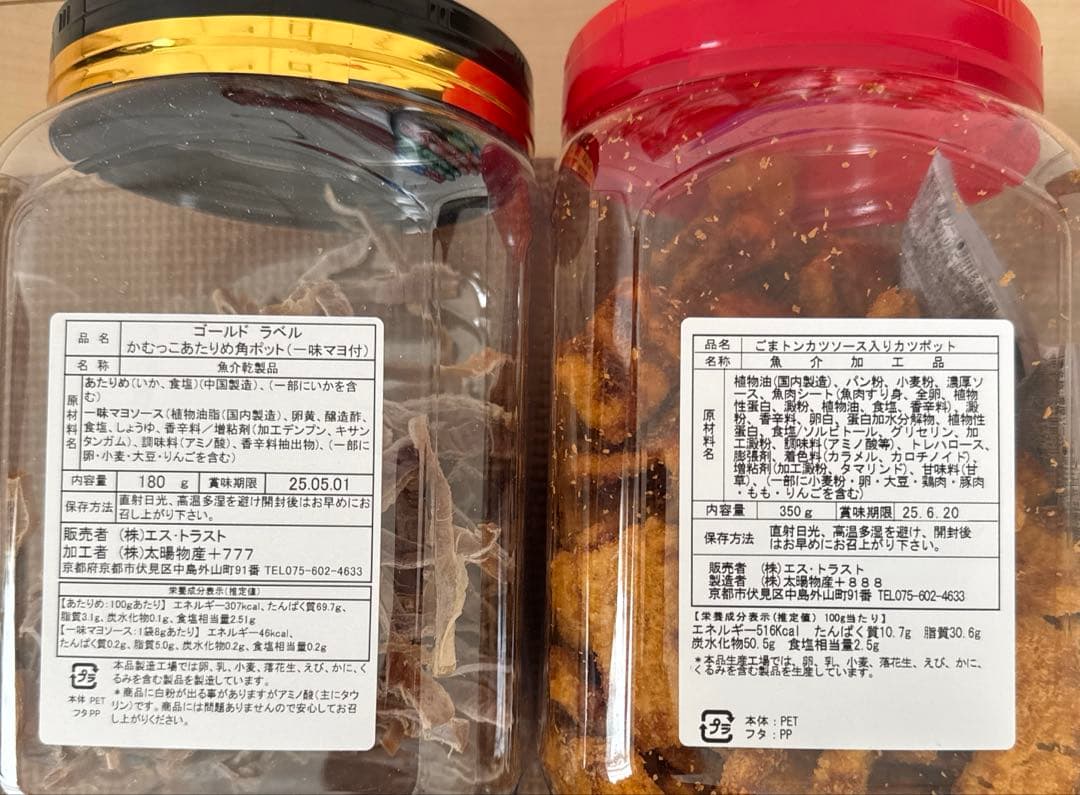 品名 ゴールド ラベル
かむっこあたりめ角ポット(一味マヨ付)
名称 魚介乾製品
原材料名 あたりめ(いか、食塩)(中国製造)、(一部にいかを含
む)
一味マヨソース(植物油脂(国内製造)、卵黄、醸造酢、
食塩、しょうゆ、香辛料/増粘剤(加工デンプン、キサン
タンガム)、調味料(アミノ酸)、香辛料抽出物)、(一部に
卵・小麦・大豆・りんごを含む)
内容量 180 g 賞味期限 25.05.01
保存方法 直射日光、高温多湿を避け開封後はお早めにお
召し上がり下さい。
販売者 (株)エス・トラスト
加工者 (株)太陽物産+777
京都府京都市伏見区中島外山町91番 TEL075-602-4633
栄養成分表示(推定値)
【あたりめ:100gあたり】 エネルギー307kcal、たんぱく質69.7g、
脂質3.1g、炭水化物0.1g、食塩相当量2.51g
【一味マヨソース:1袋8gあたり】 エネルギー46kcal、
たんぱく質0.2g、脂質5.0g、炭水化物0.2g、食塩相当量0.2g
プラ
本体:PET
フタPP
本品製造工場では卵、乳、小麦、落花生、えび、かに、く
るみを含む製品を製造しています。
*商品に白粉が出る事がありますがアミノ酸(主にタウ
リン)です。商品には問題ありませんので安心してお召
し上がりください。
品名 ごまトンカツソース入りカツポット
名称 魚介加工品
原材料名 植物油(国内製造)、パン粉、小麦粉、濃厚ソ
ース、魚肉シート(魚肉すり身、全卵、植物
性蛋白、澱粉、植物油、食塩、香辛料)、澱
粉、香辛料、卵白、蛋白加水分解物、植物性
蛋白、食塩/ソルビトール、グリセリン、加
工澱粉、調味料(アミノ酸等)、トレハロース、
膨張剤、着色料(カラメル、カロチノイド)、
増粘剤(加工澱粉、タマリンド)、甘味料(甘
草)、(一部に小麦粉・卵・大豆・鶏肉・豚肉
・もも・りんごを含む)
内容量 350g 賞味期限 25.6.20
保存方法 直射日光、高温多湿を避け、開封後
はお早めにお召上がり下さい。
販売者 (株)エス・トラスト
製造者 (株)太陽物産+888
京都市伏見区中島外山町91番 TEL075-602-4633
【栄養成分表示(推定値) 100g当たり】
エネルギー516Kcal たんぱく質10.7g 脂質30.6g
炭水化物50.5g 食塩相当量2.5g
*本品生産工場では、卵、乳、小麦、落花生、えび、かに、
くるみを含む製品を生産しています。
プラ
本体:PET
フタ:PP